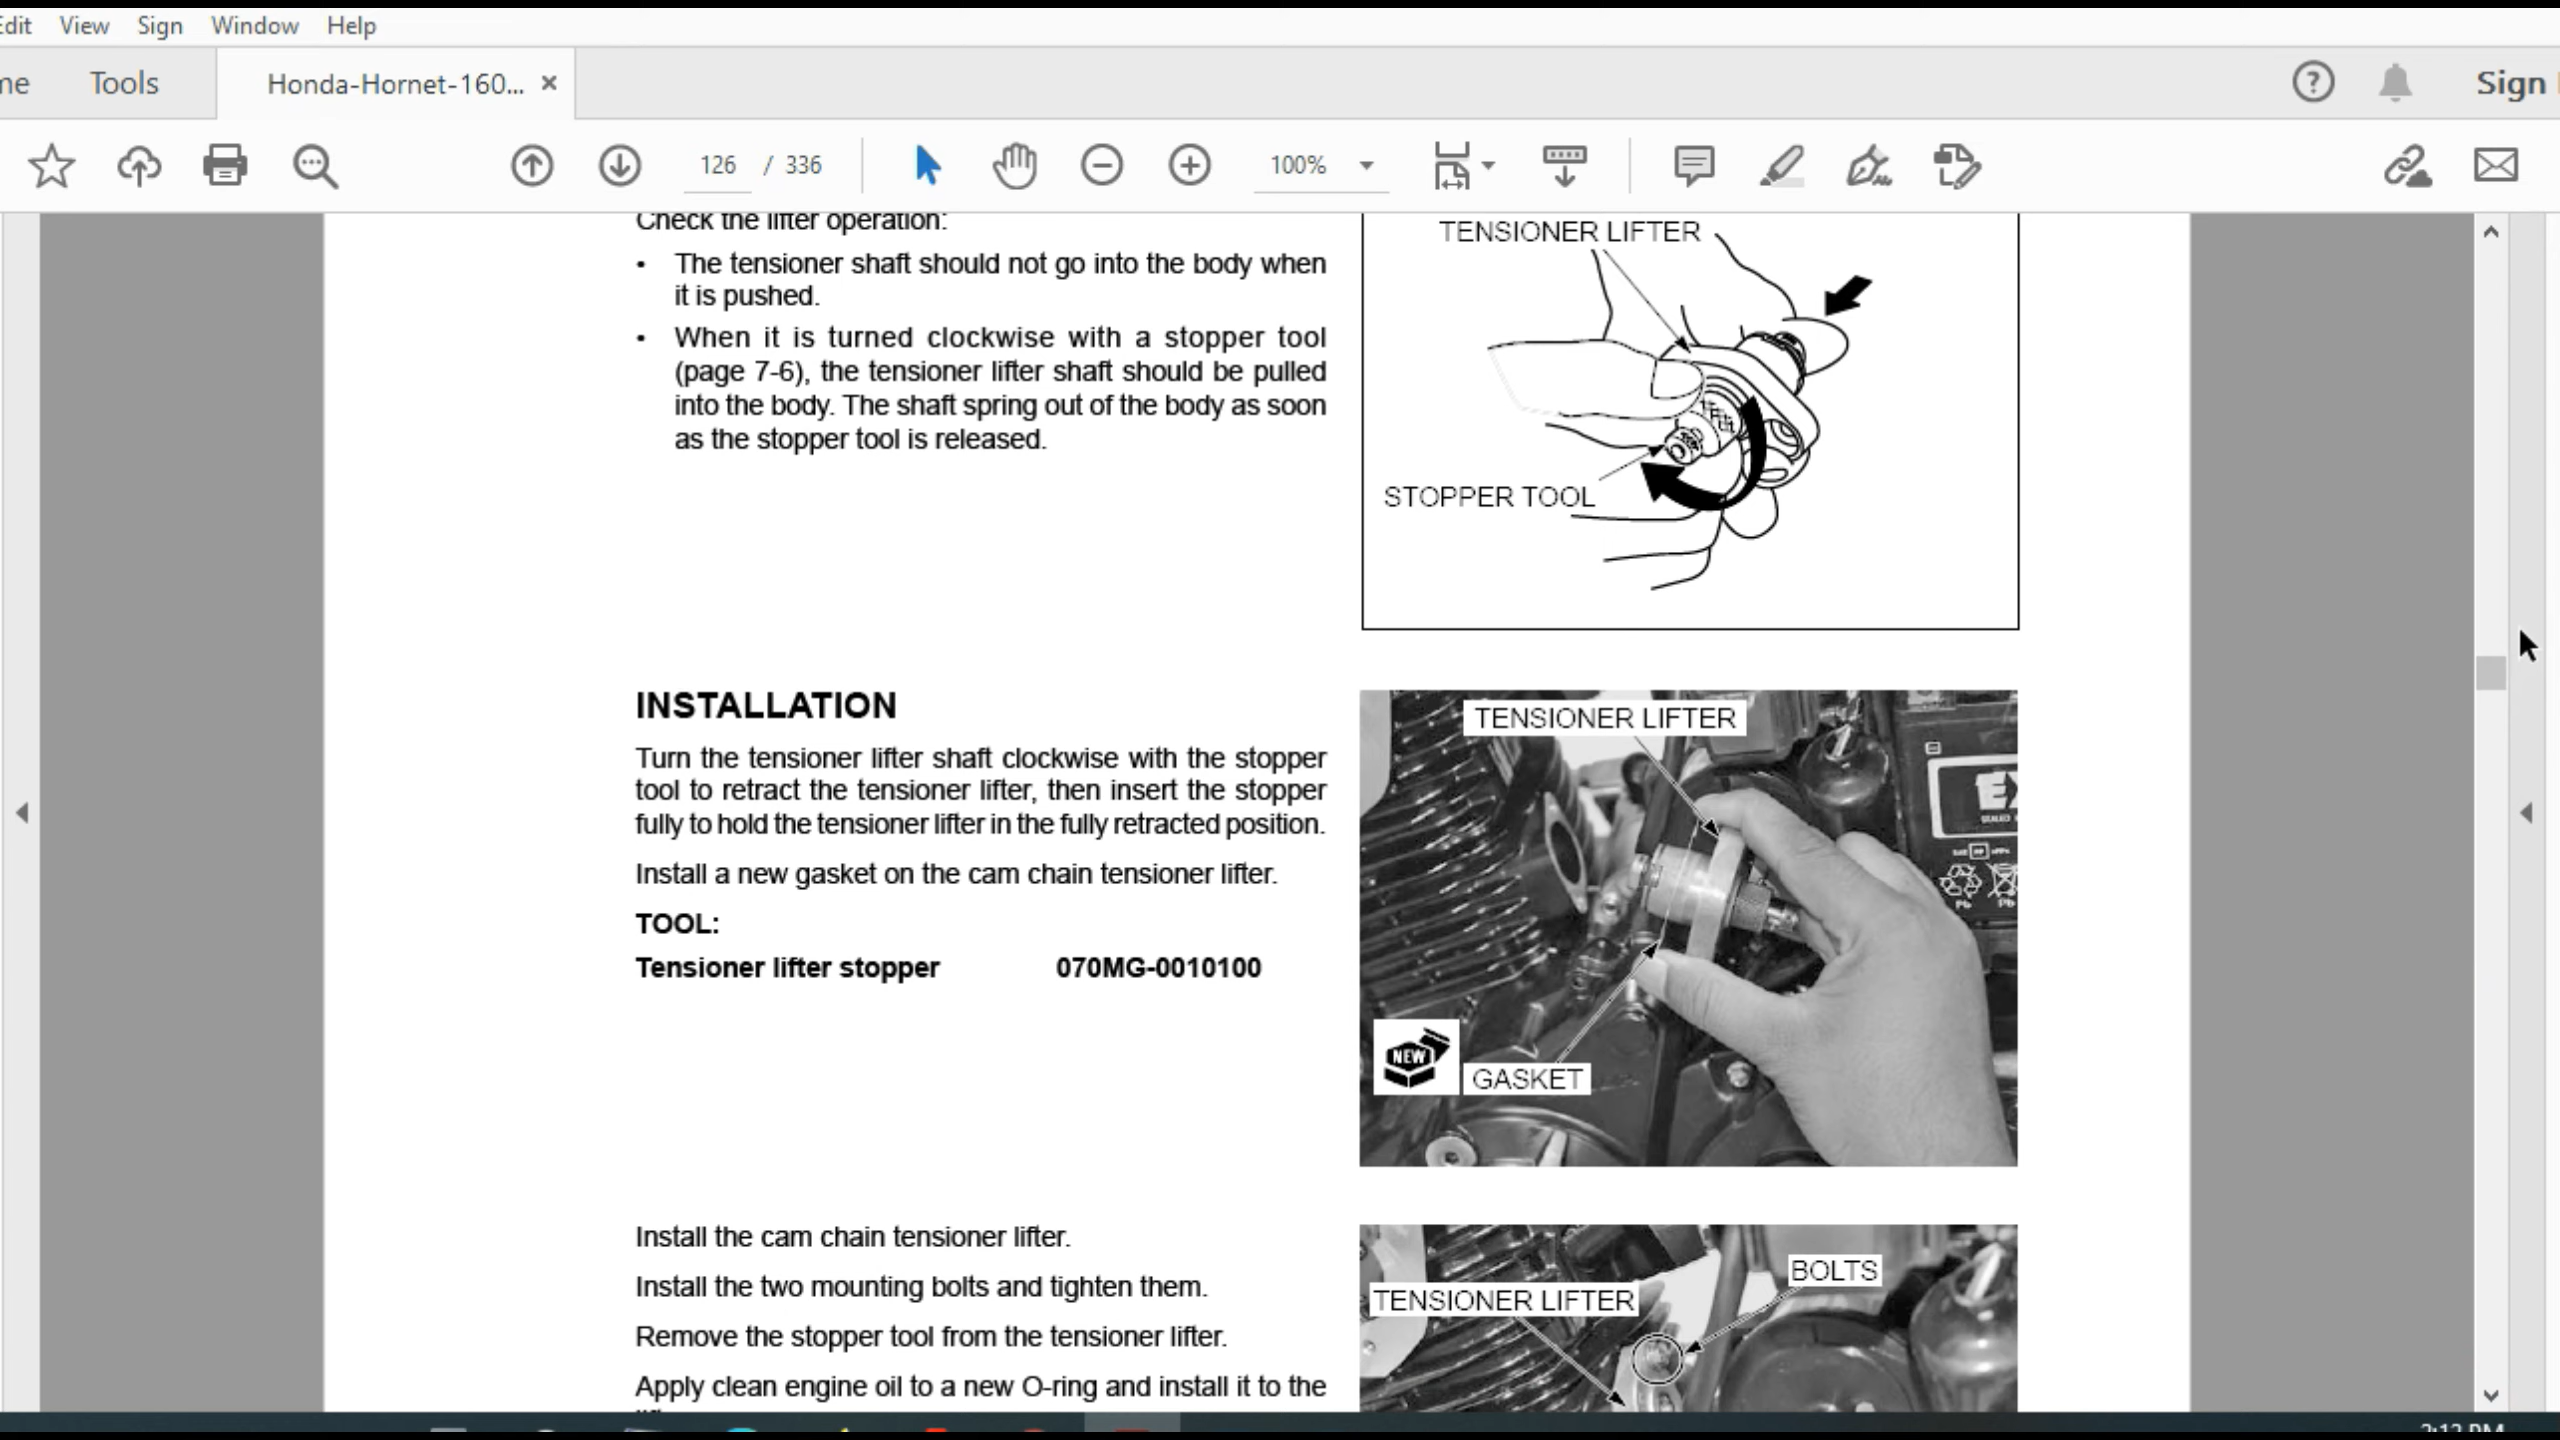 View Sign Window Help
Tools
Honda-Hornet-160...
Sign
126 / 336
100%
Check the lifter operation:
• The tensioner shaft should not go into the body when
it is pushed.
• When it is turned clockwise with a stopper tool
(page 7-6), the tensioner lifter shaft should be pulled
into the body. The shaft spring out of the body as soon
as the stopper tool is released.
TENSIONER LIFTER
STOPPER TOOL
INSTALLATION
Turn the tensioner lifter shaft clockwise with the stopper
tool to retract the tensioner lifter, then insert the stopper
fully to hold the tensioner lifter in the fully retracted position.
Install a new gasket on the cam chain tensioner lifter.
TOOL:
Tensioner lifter stopper 070MG-0010100
TENSIONER LIFTER
NEW
GASKET
Pb
Install the cam chain tensioner lifter.
Install the two mounting bolts and tighten them.
Remove the stopper tool from the tensioner lifter.
Apply clean engine oil to a new O-ring and install it to the
BOLTS
TENSIONER LIFTER